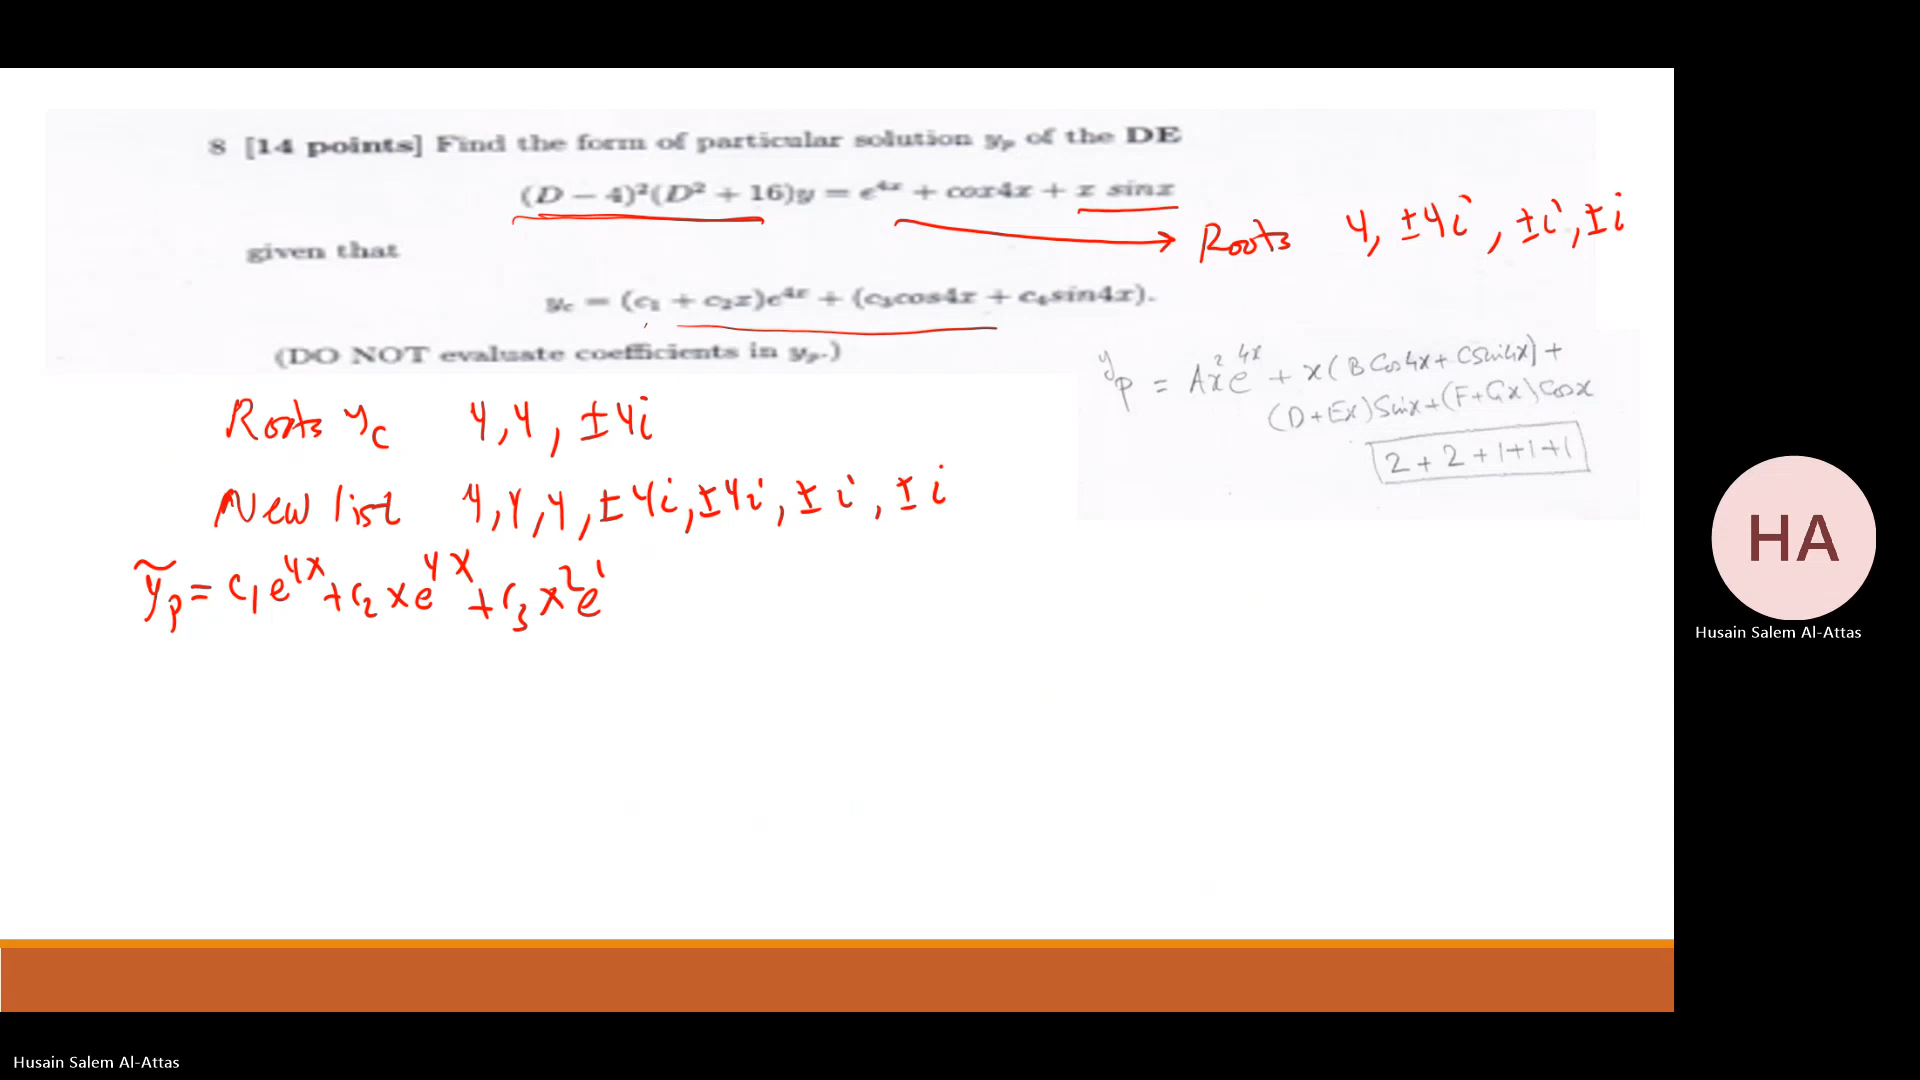 8 [14 points] Find the form of particular solution yₚ of the DE
(D − 4)²(D² + 16)y = e⁴ˣ + cox4x + x sinx
Roots 4, ±4i, ±i, ±i
given that
y꜀ = (c₁ + c₂x)e⁴ˣ + (c₃cos4x + c₄sin4x).
(DO NOT evaluate coefficients in yₚ.)
yₚ = Ax²e⁴ˣ + x(B Cos4x + C Sin4x] +
(D+Ex)Sinx+(F+Gx)Cosx
2 + 2 + 1+1+1
Roots y꜀ 4,4, ±4i
New list 4,4,4, ±4i, ±4i, ±i, ±i
ỹₚ = c₁e⁴ˣ + c₂xe⁴ˣ + c₃x²e
HA
Husain Salem Al-Attas
Husain Salem Al-Attas